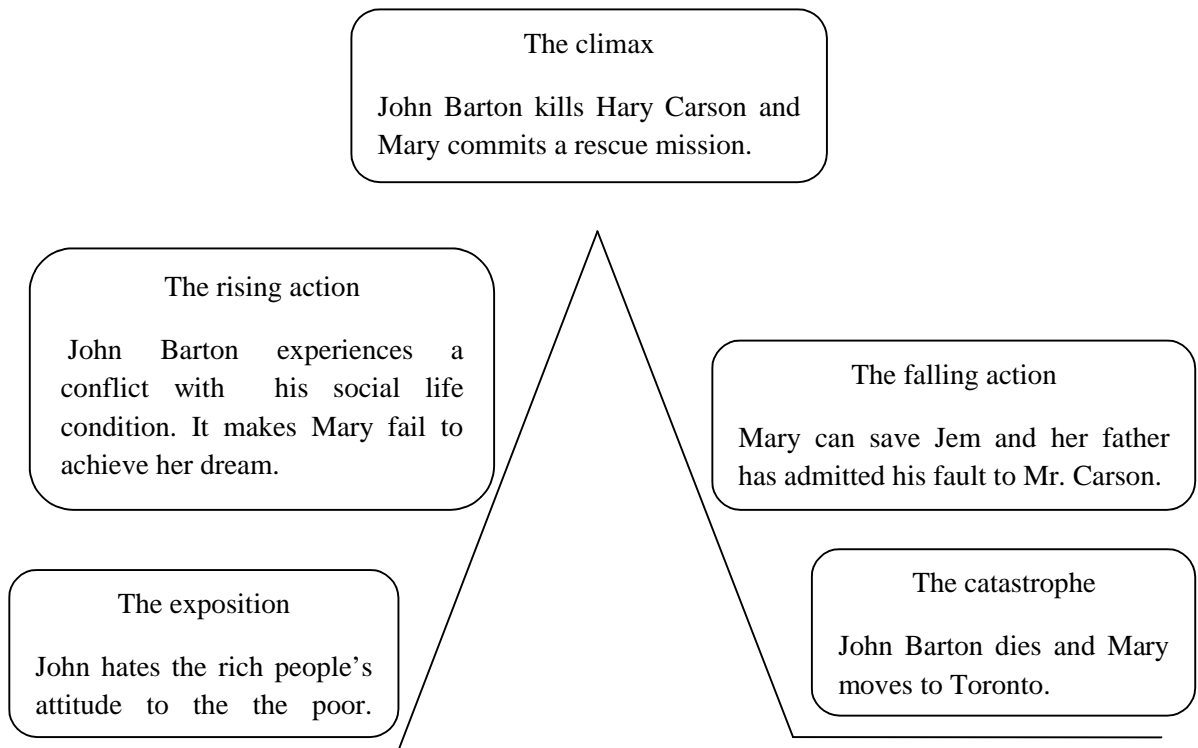 The climax
John Barton kills Hary Carson and
Mary commits a rescue mission.
The rising action
John Barton experiences a
conflict with his social life
condition. It makes Mary fail to
achieve her dream.
The falling action
Mary can save Jem and her father
has admitted his fault to Mr. Carson.
The exposition
John hates the rich people’s
attitude to the the poor.
The catastrophe
John Barton dies and Mary
moves to Toronto.